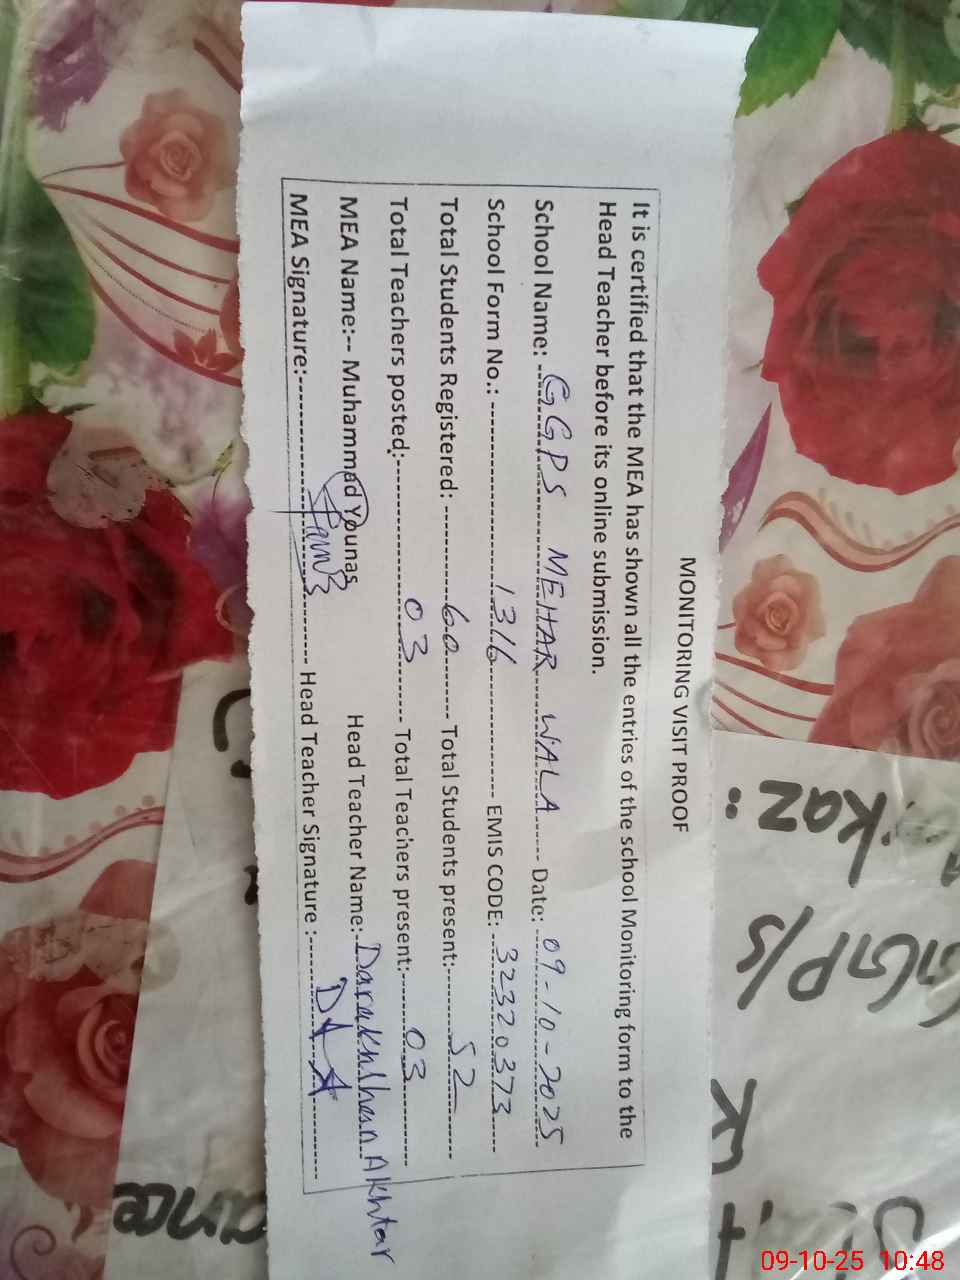 MONITORING VISIT PROOF
It is certified that the MEA has shown all the entries of the school Monitoring form to the
Head Teacher before its online submission.
School Name: GGPS MEHAR WALA Date: 09-10-2025
School Form No.: 1316 EMIS CODE: 32320373
Total Students Registered: 60 Total Students present: 52
Total Teachers posted: 03 Total Teachers present: 03
MEA Name:-- Muhammad Younas Head Teacher Name: Darakhshan Akhtar
MEA Signature: Head Teacher Signature : DA
kaz:
GGP/S
09-10-25 10:48